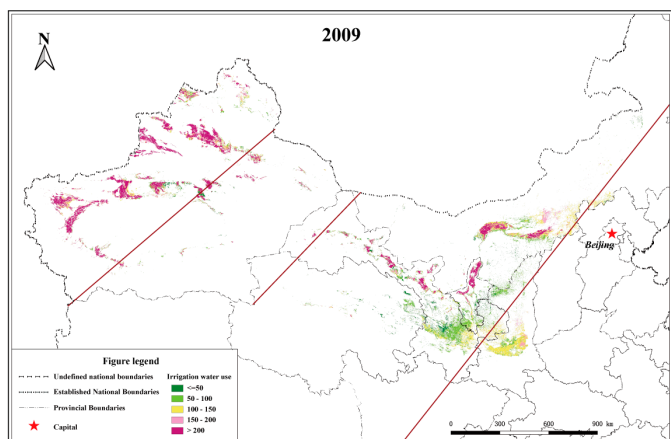 2009
N
Beijing
Figure legend
Undefined national boundaries
Established National Boundaries
Provincial Boundaries
Capital
Irrigation water use
<=50
50 - 100
100 - 150
150 - 200
> 200
0 300 600 900 km